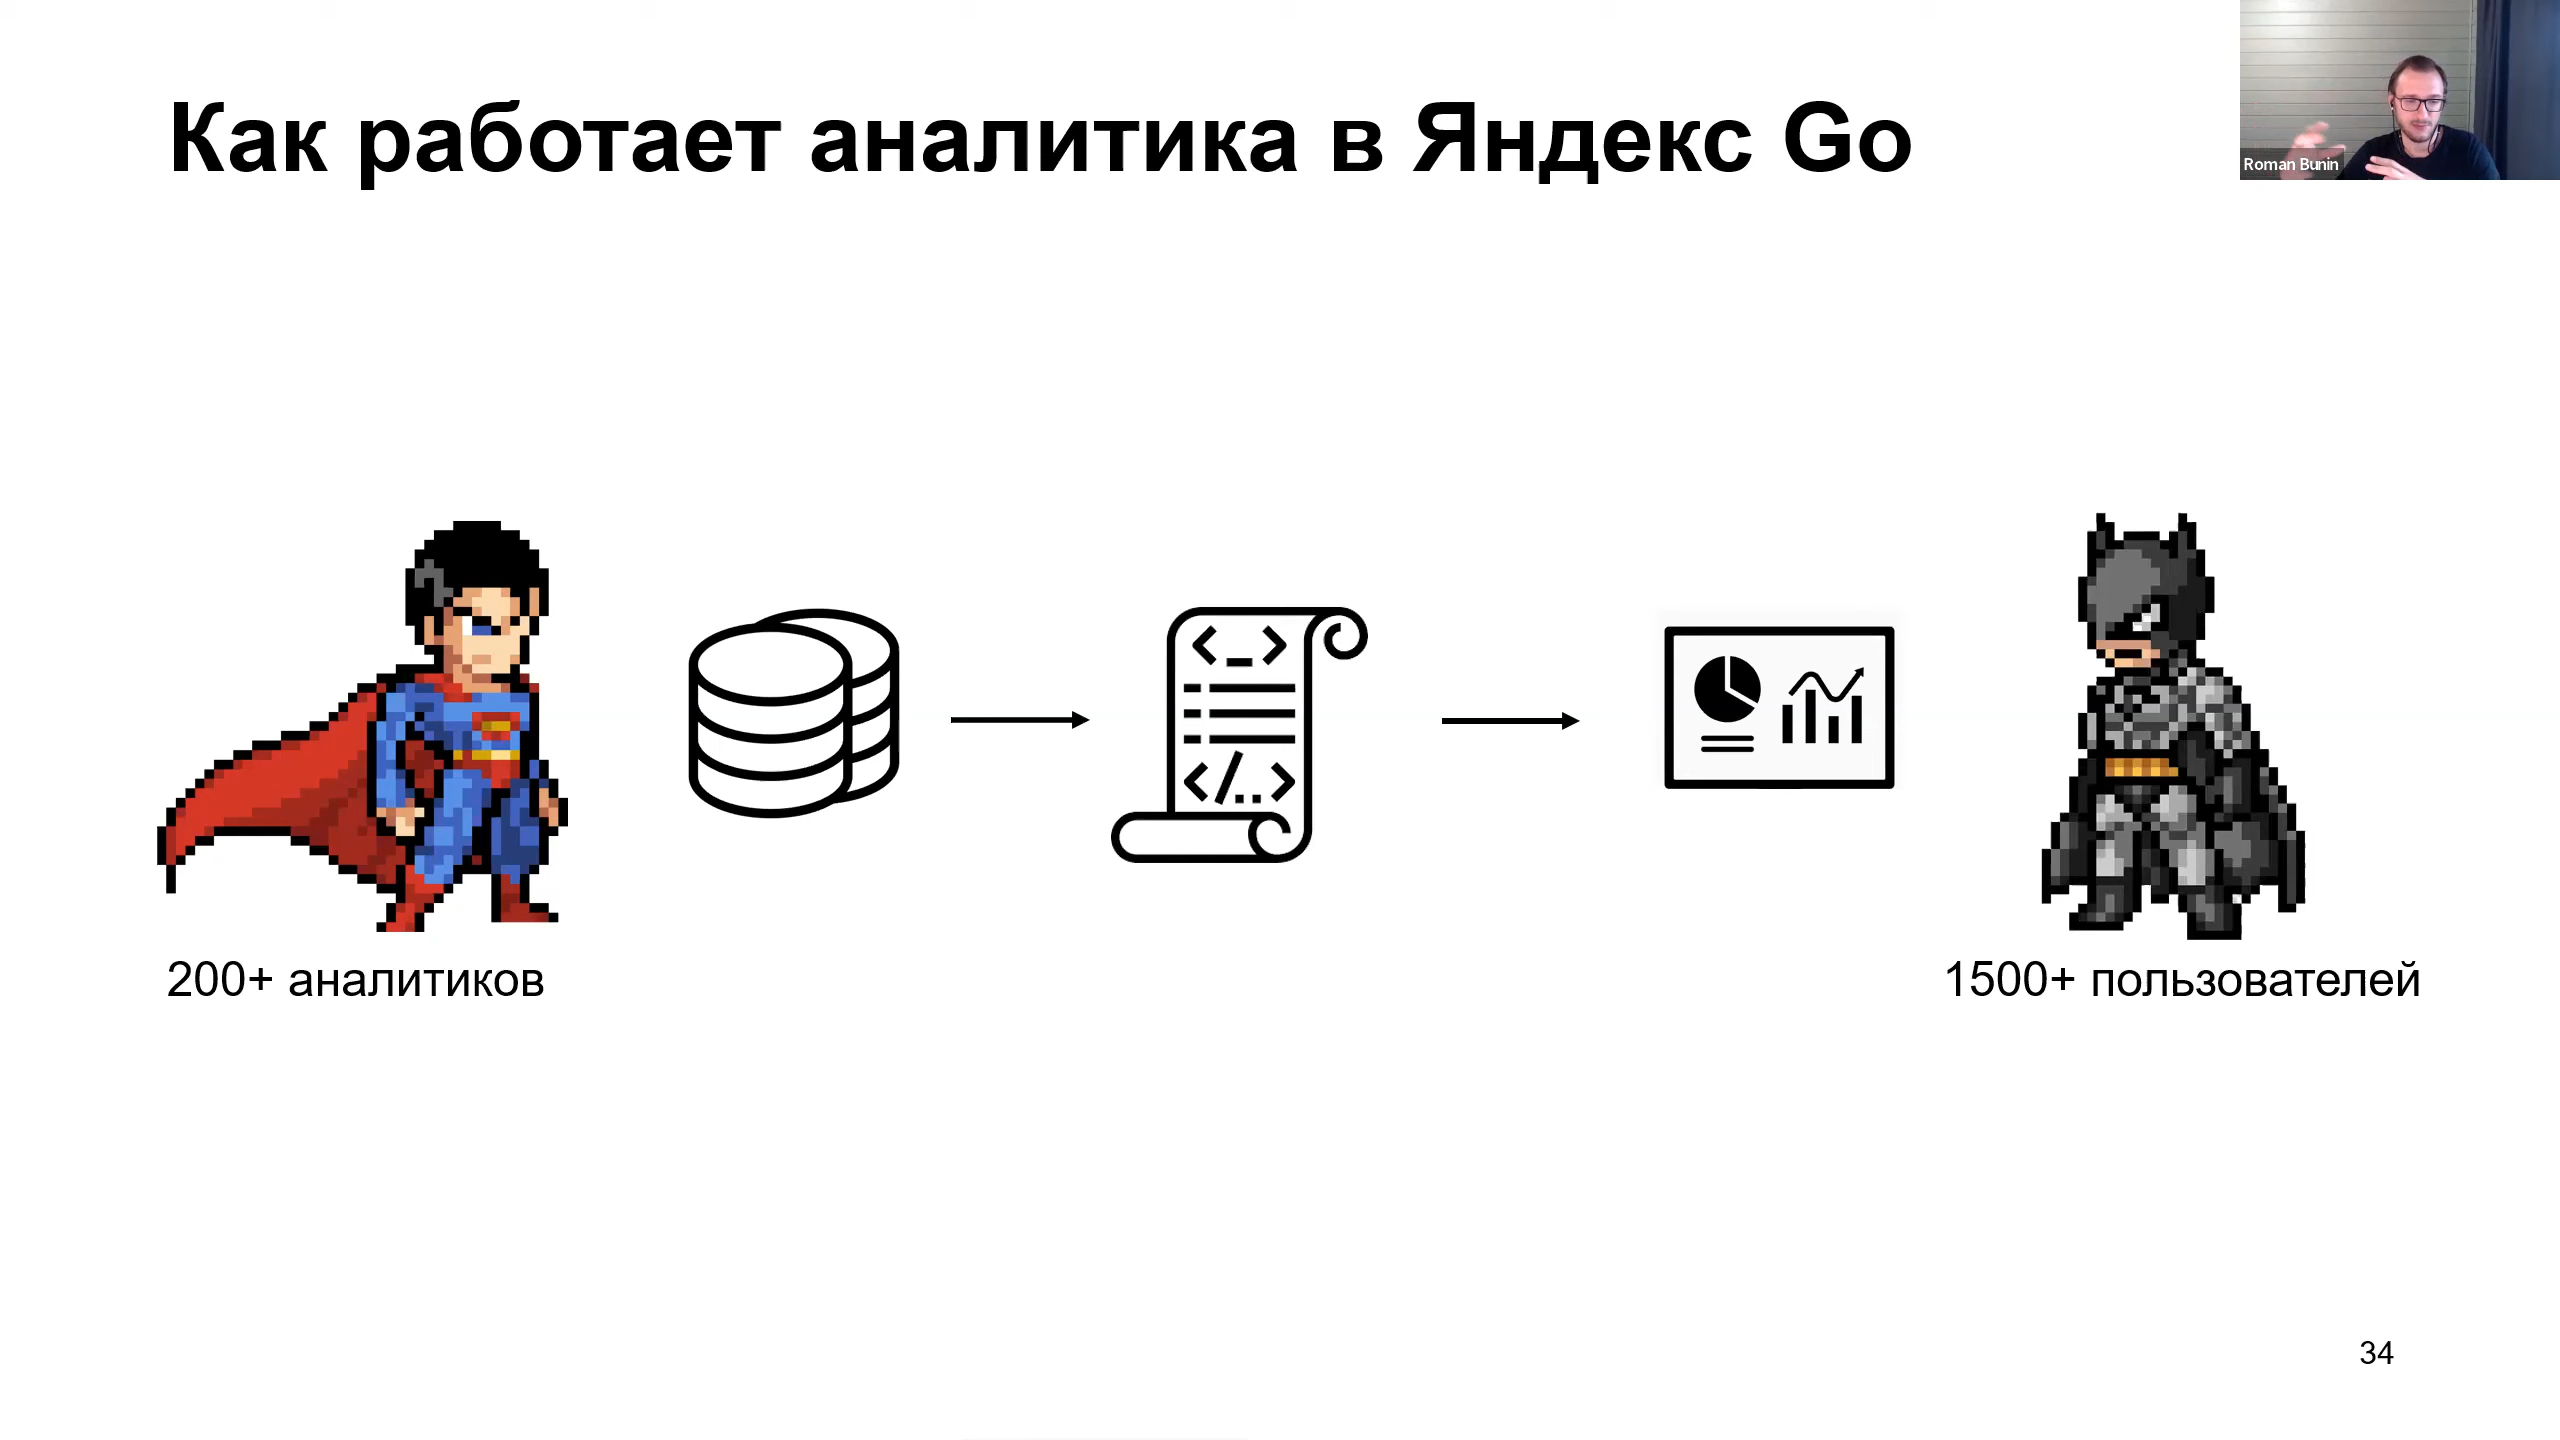 Как работает аналитика в Яндекс Go
Roman Bunin
<_>
</..>
200+ аналитиков
1500+ пользователей
34